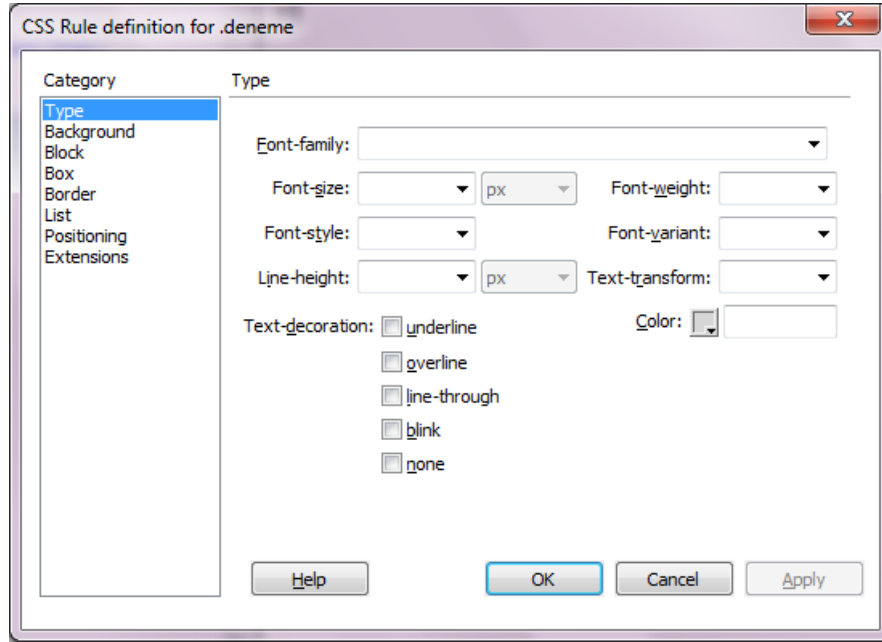 CSS Rule definition for .deneme
Category
Type
Type
Background
Block
Box
Border
List
Positioning
Extensions
Font-family:
Font-size: px Font-weight:
Font-style: Font-variant:
Line-height: px Text-transform:
Text-decoration: underline Color:
overline
line-through
blink
none
Help OK Cancel Apply